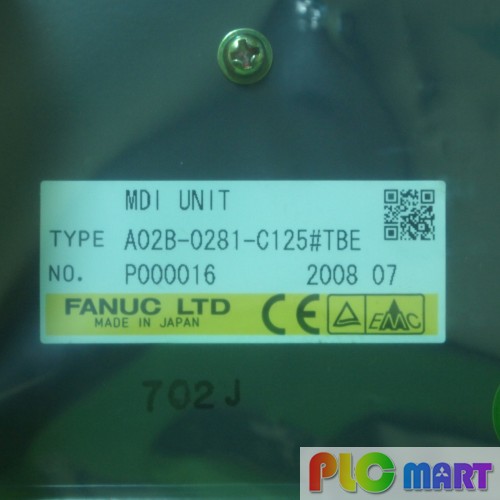 MDI UNIT
TYPE A02B-0281-C125#TBE
NO. P000016 2008 07
FANUC LTD
MADE IN JAPAN
CE EMC
702J
PLC MART